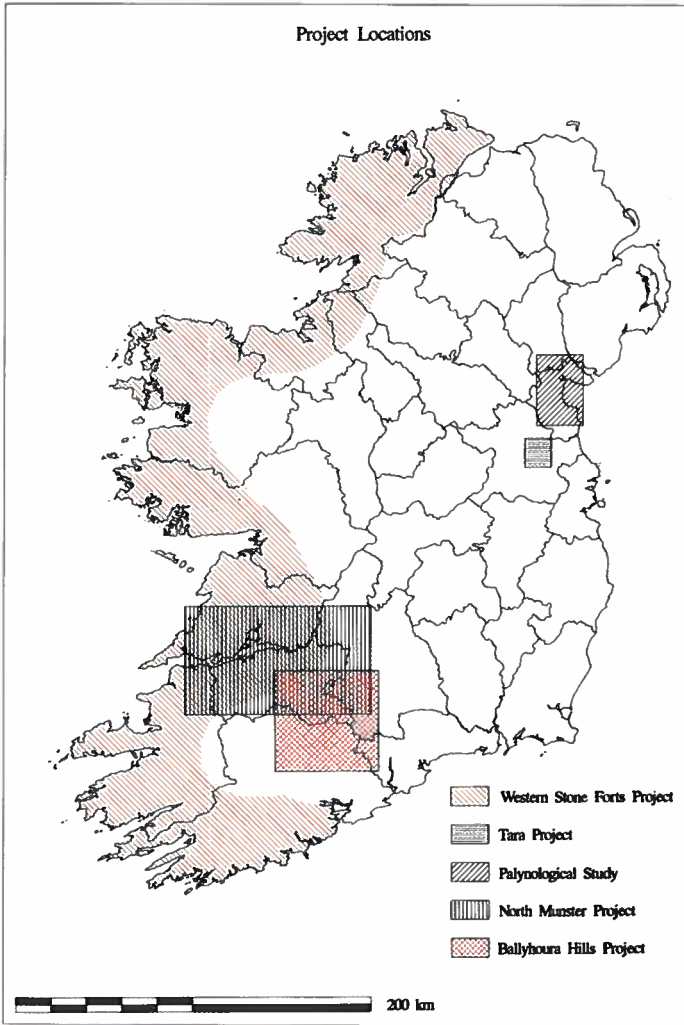 Project Locations
Western Stone Forts Project
Tara Project
Palynological Study
North Munster Project
Ballyhoura Hills Project
200 km